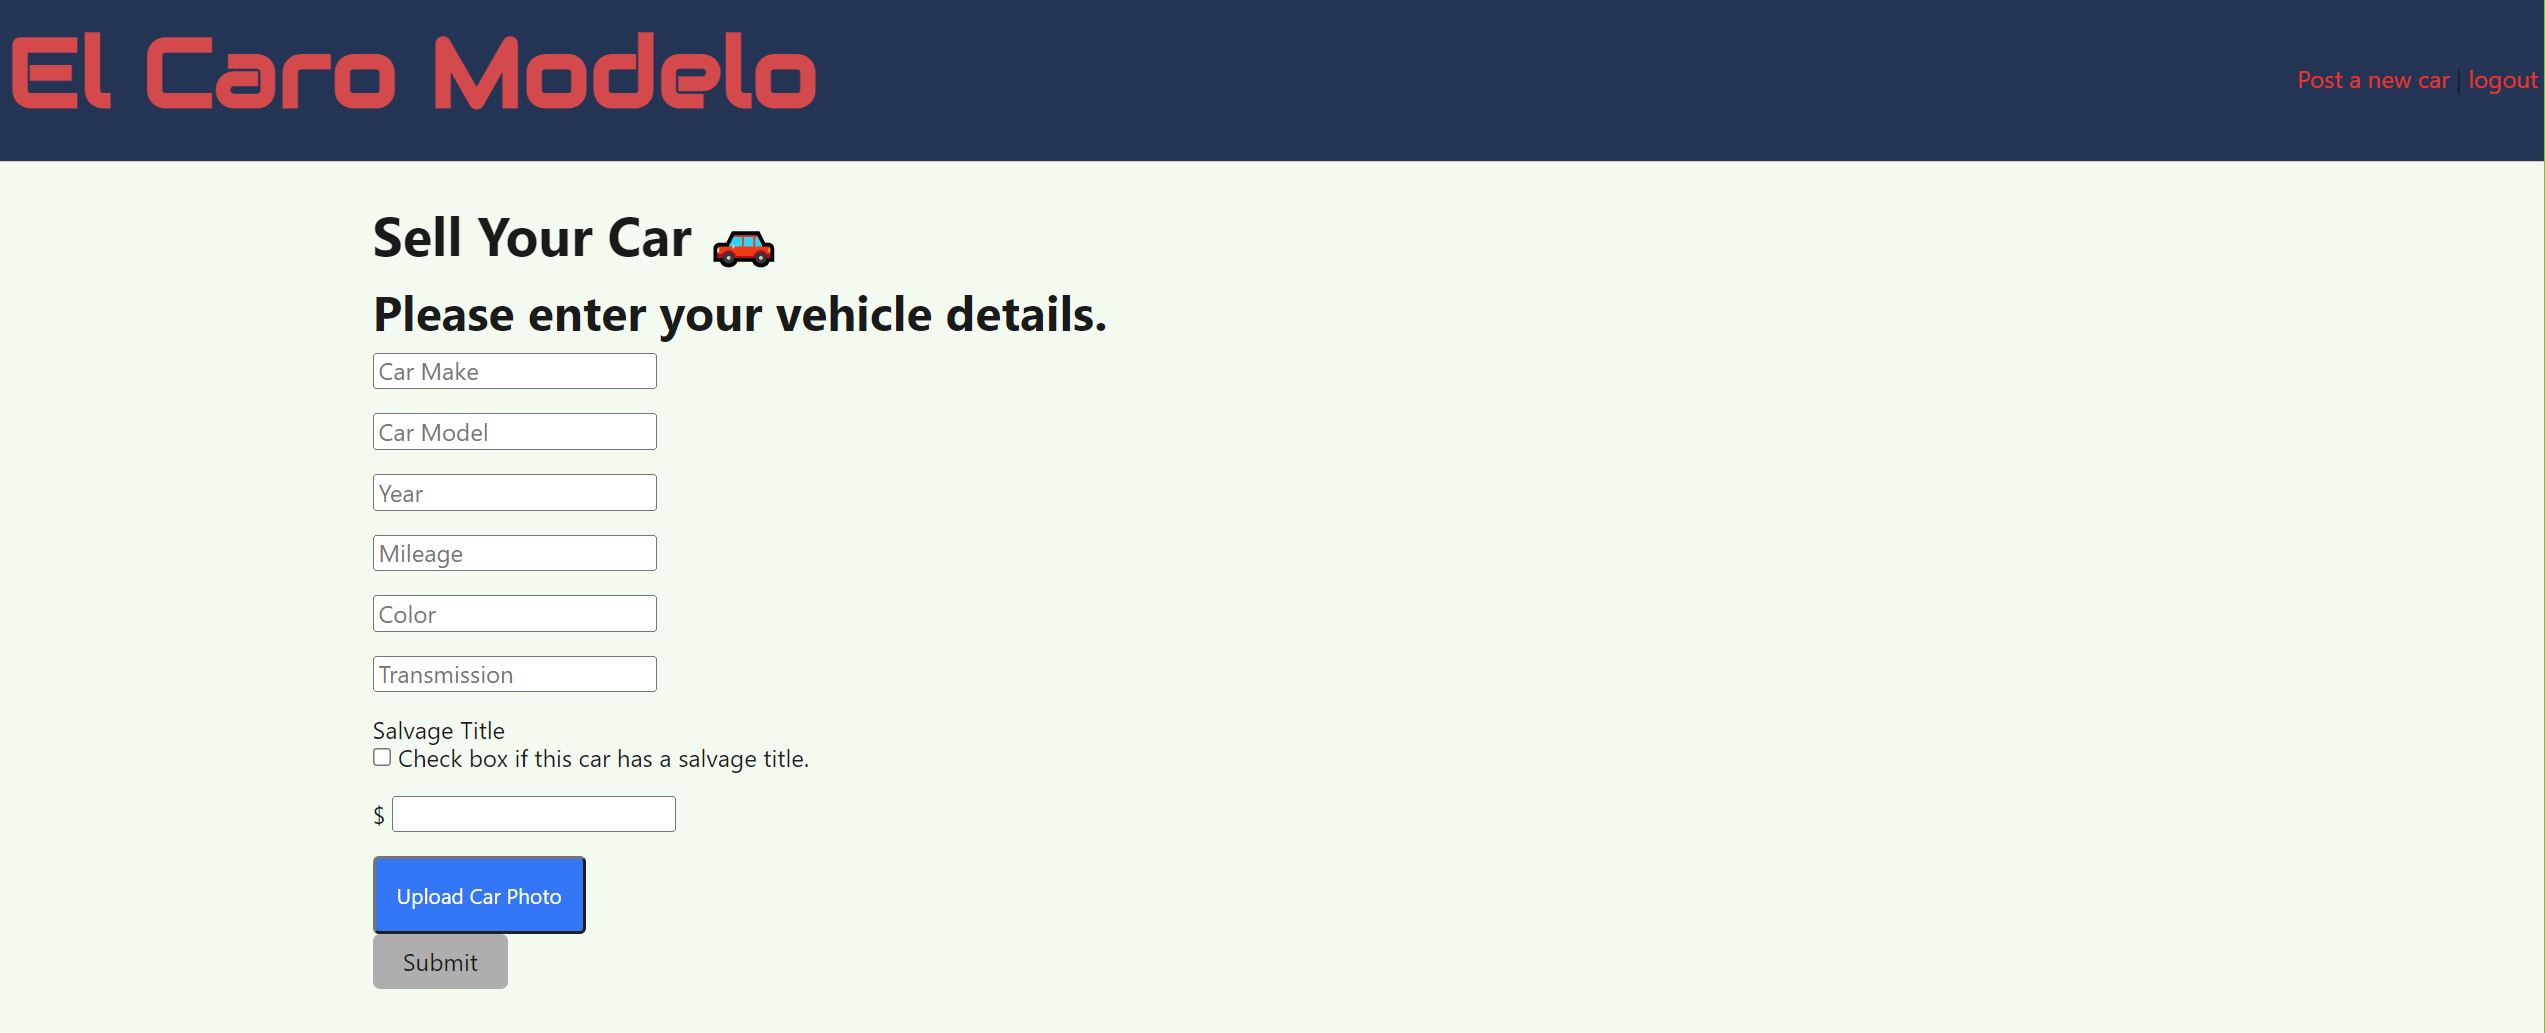 El Caro Modelo
Post a new car | logout
Sell Your Car 🚗
Please enter your vehicle details.
Car Make
Car Model
Year
Mileage
Color
Transmission
Salvage Title
Check box if this car has a salvage title.
$
Upload Car Photo
Submit